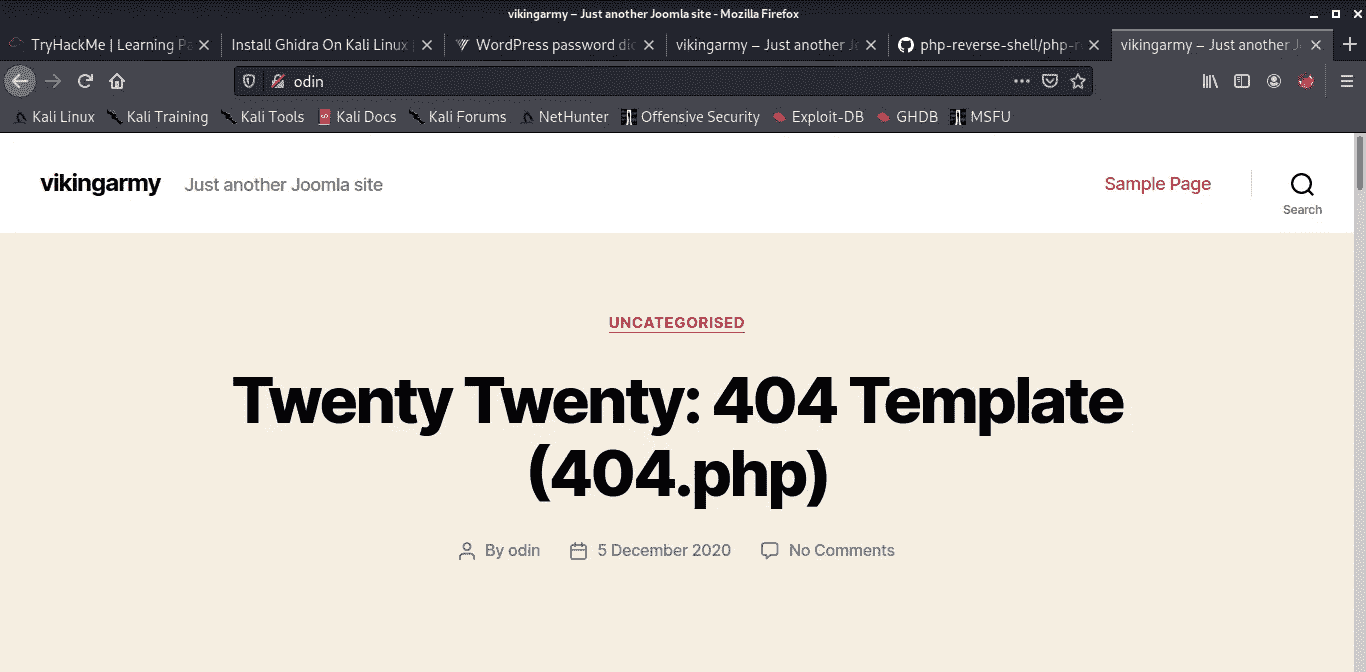 vikingarmy – Just another Joomla site - Mozilla Firefox
TryHackMe | Learning Pa
Install Ghidra On Kali Linux
WordPress password dic
vikingarmy – Just another Jo
php-reverse-shell/php-r
vikingarmy – Just another J
odin
Kali Linux
Kali Training
Kali Tools
Kali Docs
Kali Forums
NetHunter
Offensive Security
Exploit-DB
GHDB
MSFU
vikingarmy
Just another Joomla site
Sample Page
Search
UNCATEGORISED
Twenty Twenty: 404 Template
(404.php)
By odin
5 December 2020
No Comments